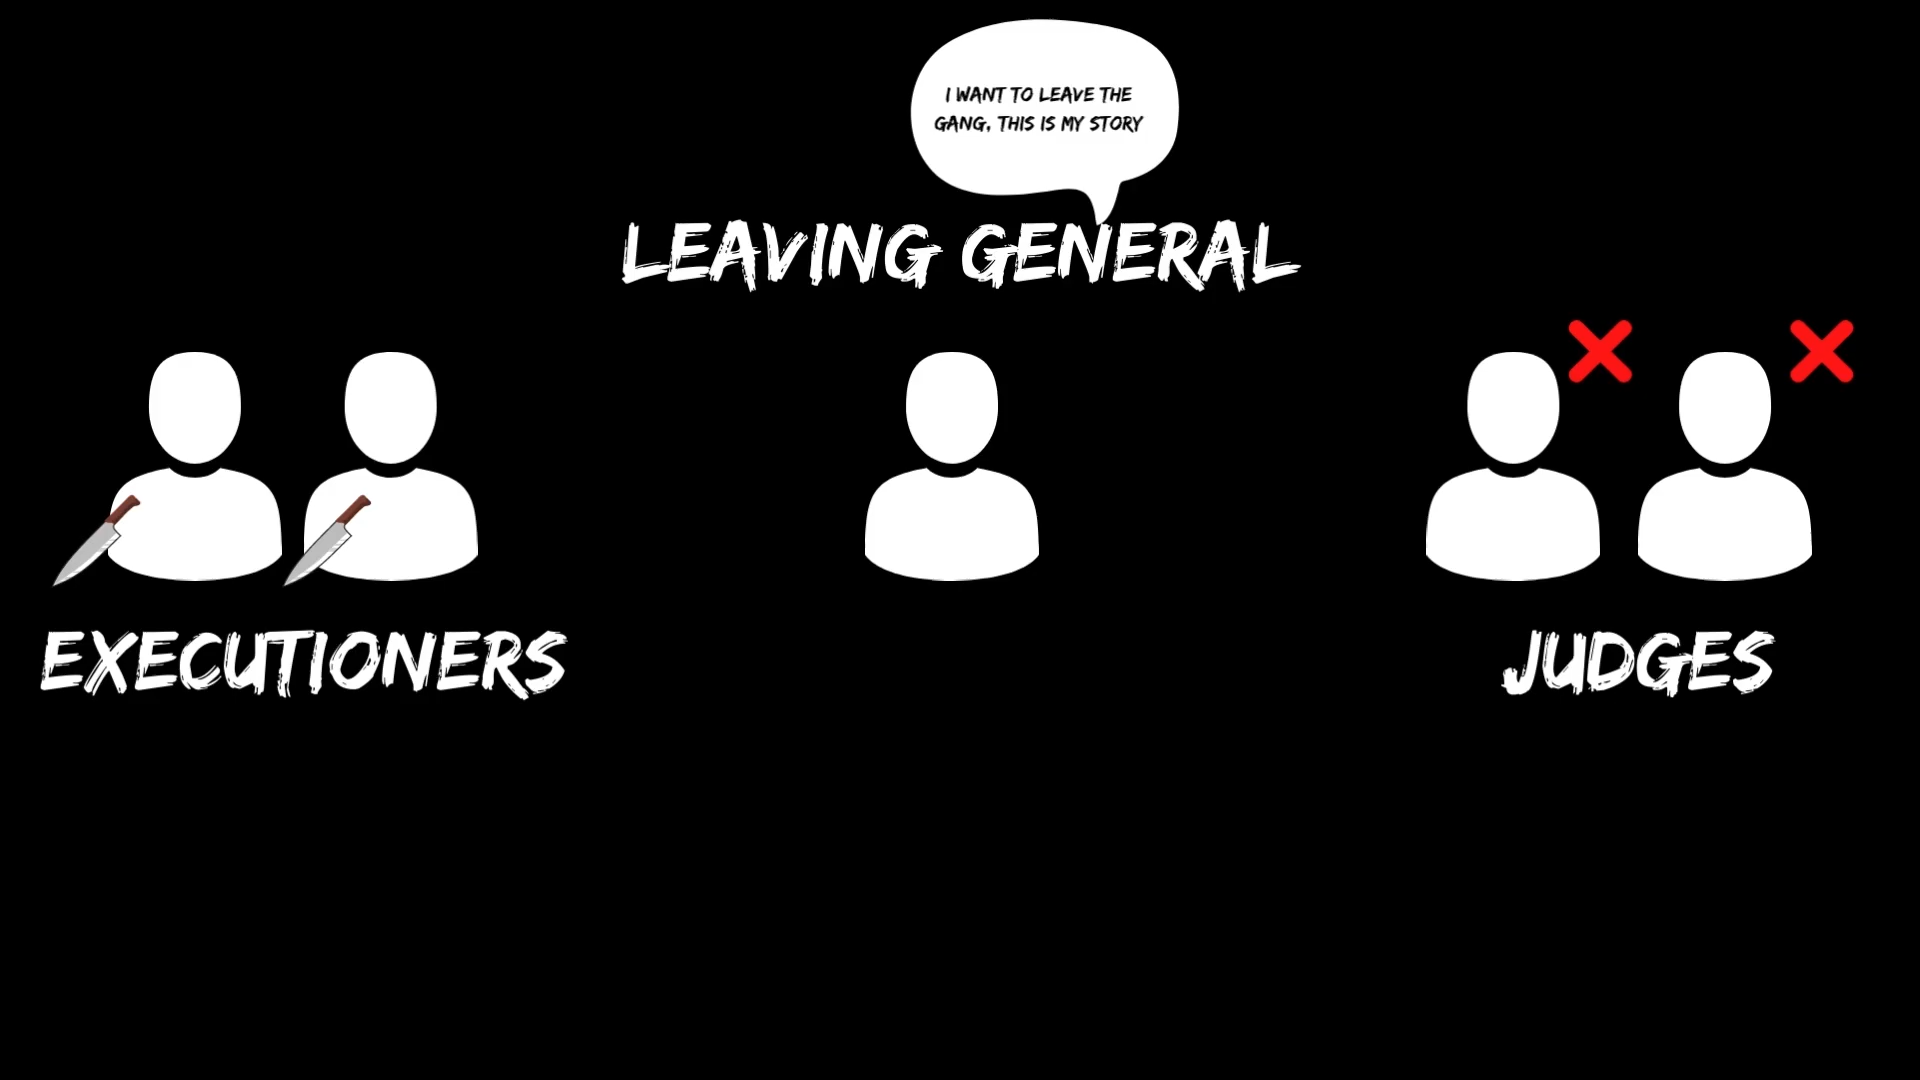 I WANT TO LEAVE THE
GANG, THIS IS MY STORY
LEAVING GENERAL
EXECUTIONERS
JUDGES